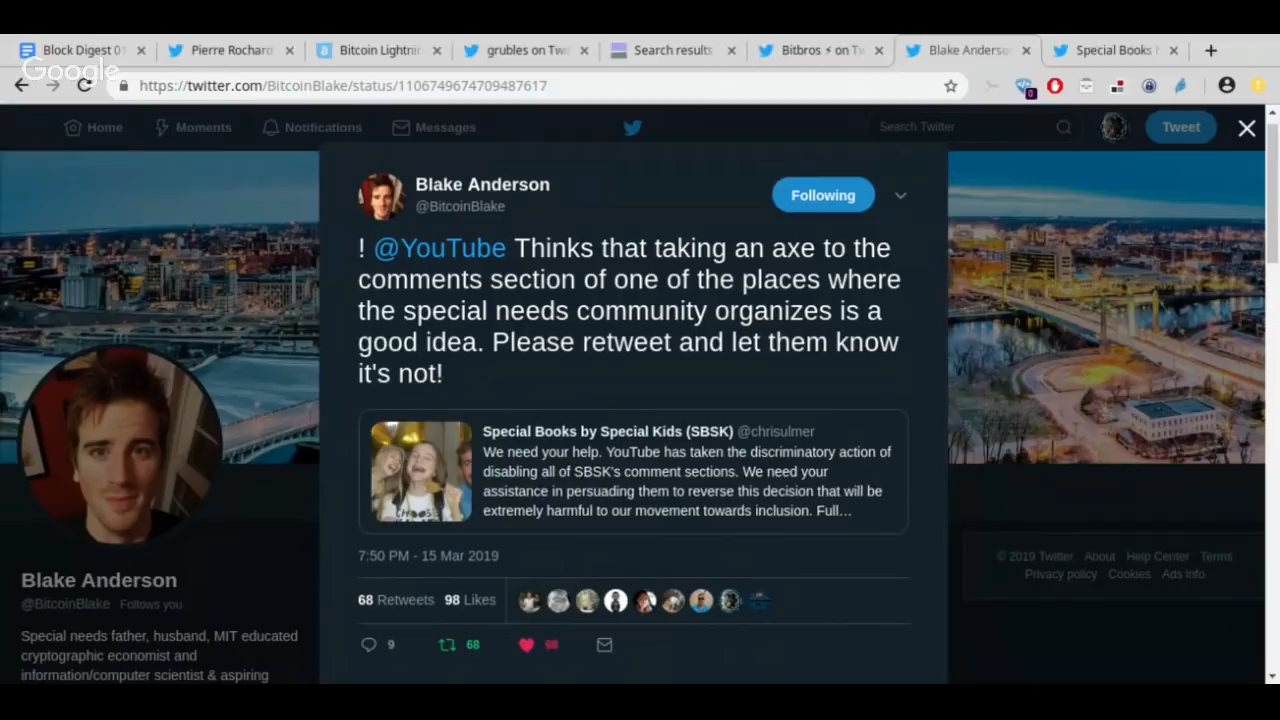 Block Digest 01
Pierre Rochard
Bitcoin Lightnin
grubles on Twi
Search results
Bitbros ⚡ on Tw
Blake Anderso
Special Books b
Google
https://twitter.com/BitcoinBlake/status/1106749674709487617
0
Home
Moments
Notifications
Messages
Search Twitter
Tweet
Blake Anderson
@BitcoinBlake
Following
! @YouTube Thinks that taking an axe to the
comments section of one of the places where
the special needs community organizes is a
good idea. Please retweet and let them know
it's not!
Special Books by Special Kids (SBSK) @chrisulmer
We need your help. YouTube has taken the discriminatory action of
disabling all of SBSK's comment sections. We need your
assistance in persuading them to reverse this decision that will be
extremely harmful to our movement towards inclusion. Full…
CHOOS
7:50 PM - 15 Mar 2019
68 Retweets 98 Likes
9
68
Blake Anderson
@BitcoinBlake Follows you
Special needs father, husband, MIT educated
cryptographic economist and
information/computer scientist & aspiring
© 2019 Twitter About Help Center Terms
Privacy policy Cookies Ads info